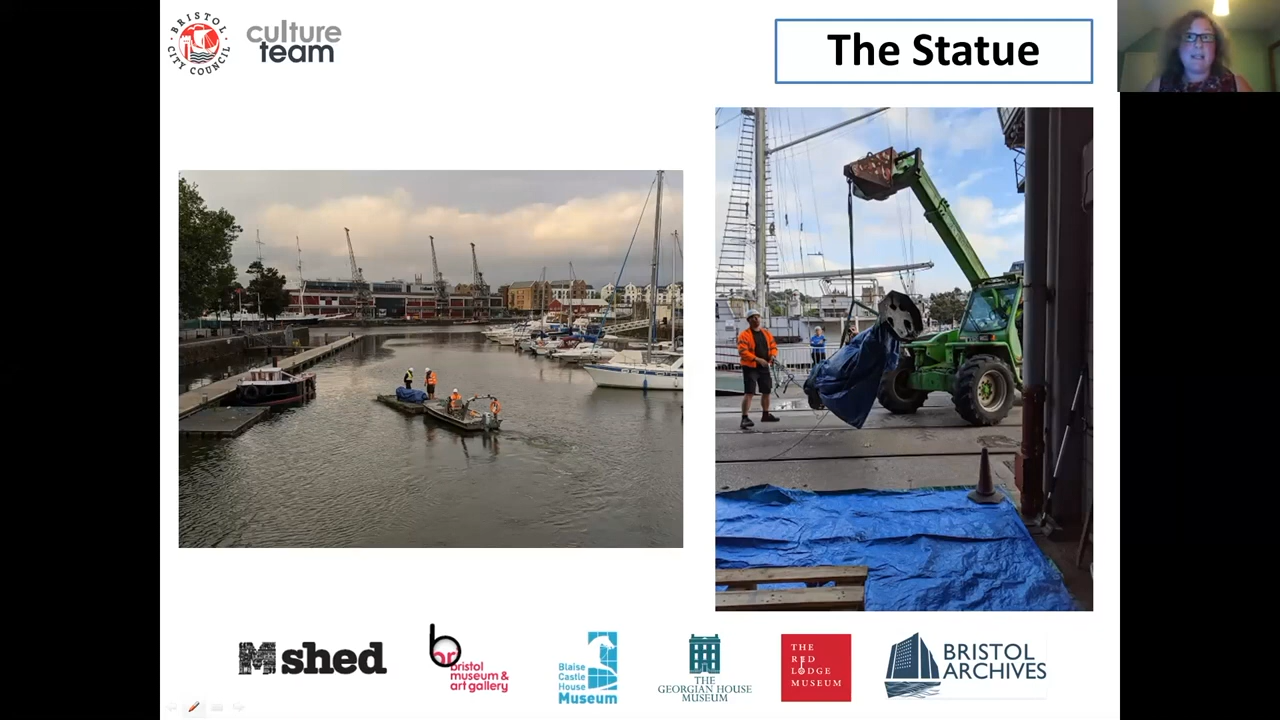 BRISTOL
CITY COUNCIL
culture
team
The Statue
M shed
b
br
bristol
museum &
art gallery
Blaise
Castle
House
Museum
THE
GEORGIAN HOUSE
MUSEUM
THE
RED
LODGE
MUSEUM
BRISTOL
ARCHIVES